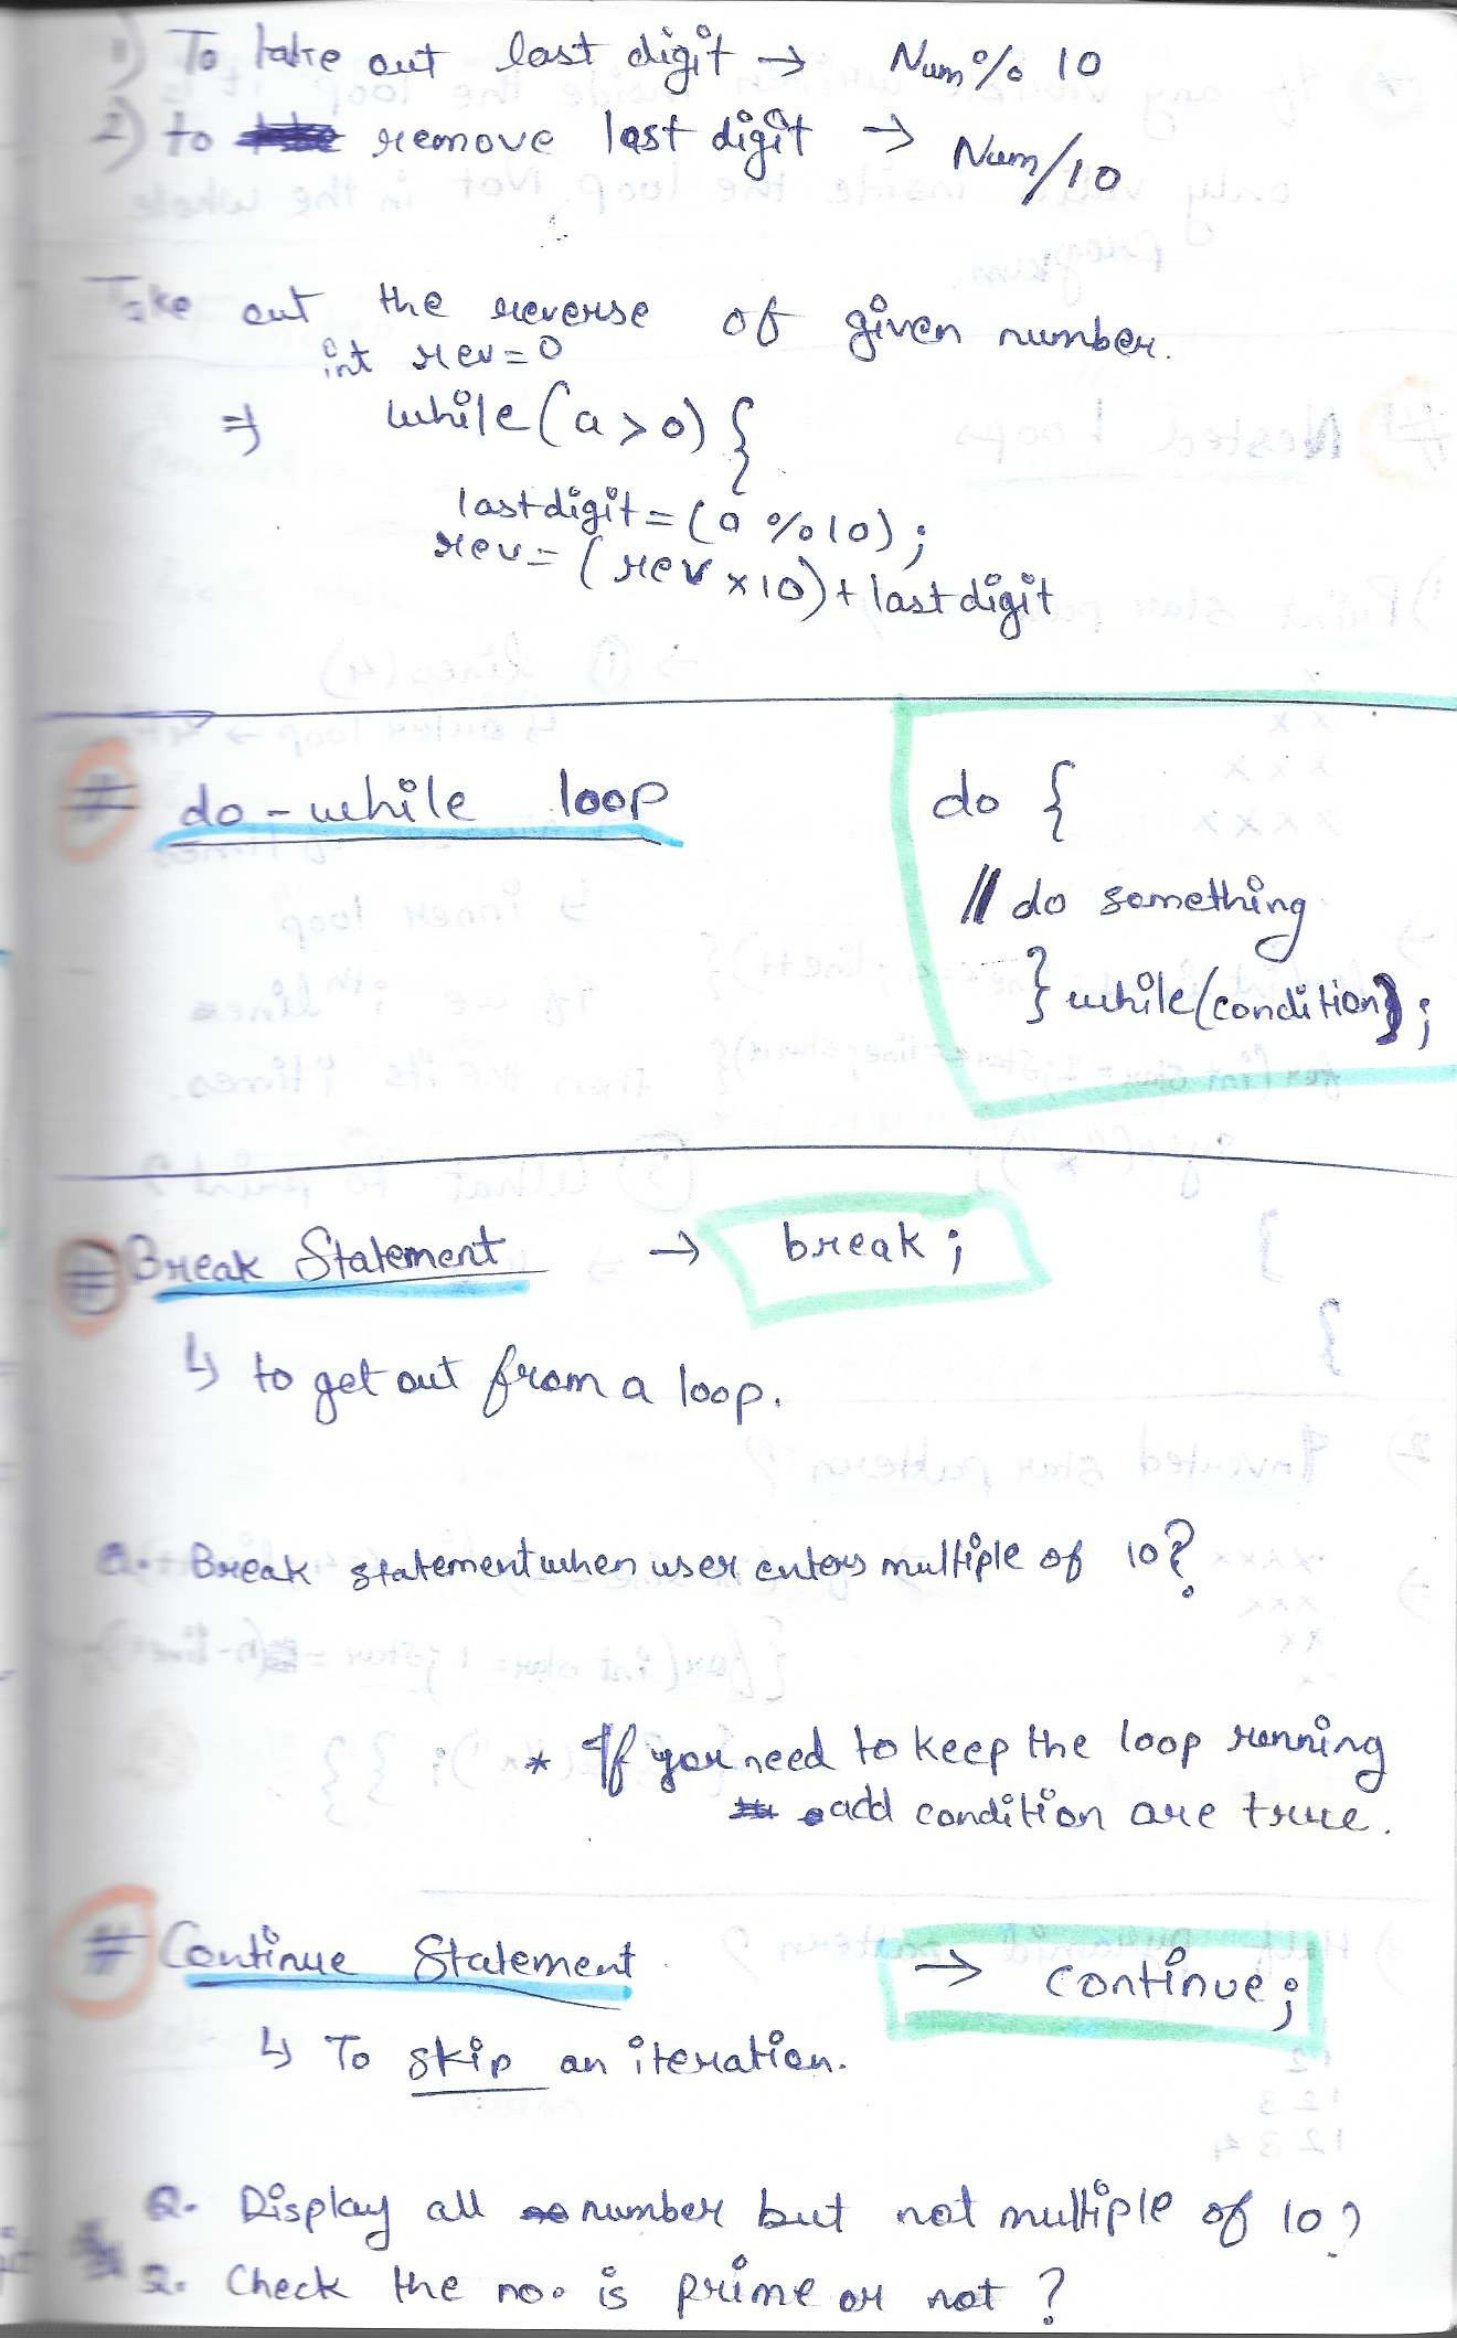 1) To take out last digit → Num % 10
2) to remove last digit → Num/10
Take out the reverse of given number.
int rev=0
⇒ while(a>0){
lastdigit=(a%10);
rev=(rev×10)+lastdigit
# do-while loop
do {
// do something
} while(condition);
# Break Statement → break;
↳ to get out from a loop.
Q. Break statement when user enters multiple of 10?
* If you need to keep the loop running
add condition are true.
# Continue Statement → continue;
↳ To skip an iteration.
Q. Display all number but not multiple of 10?
Q. Check the no. is prime or not?